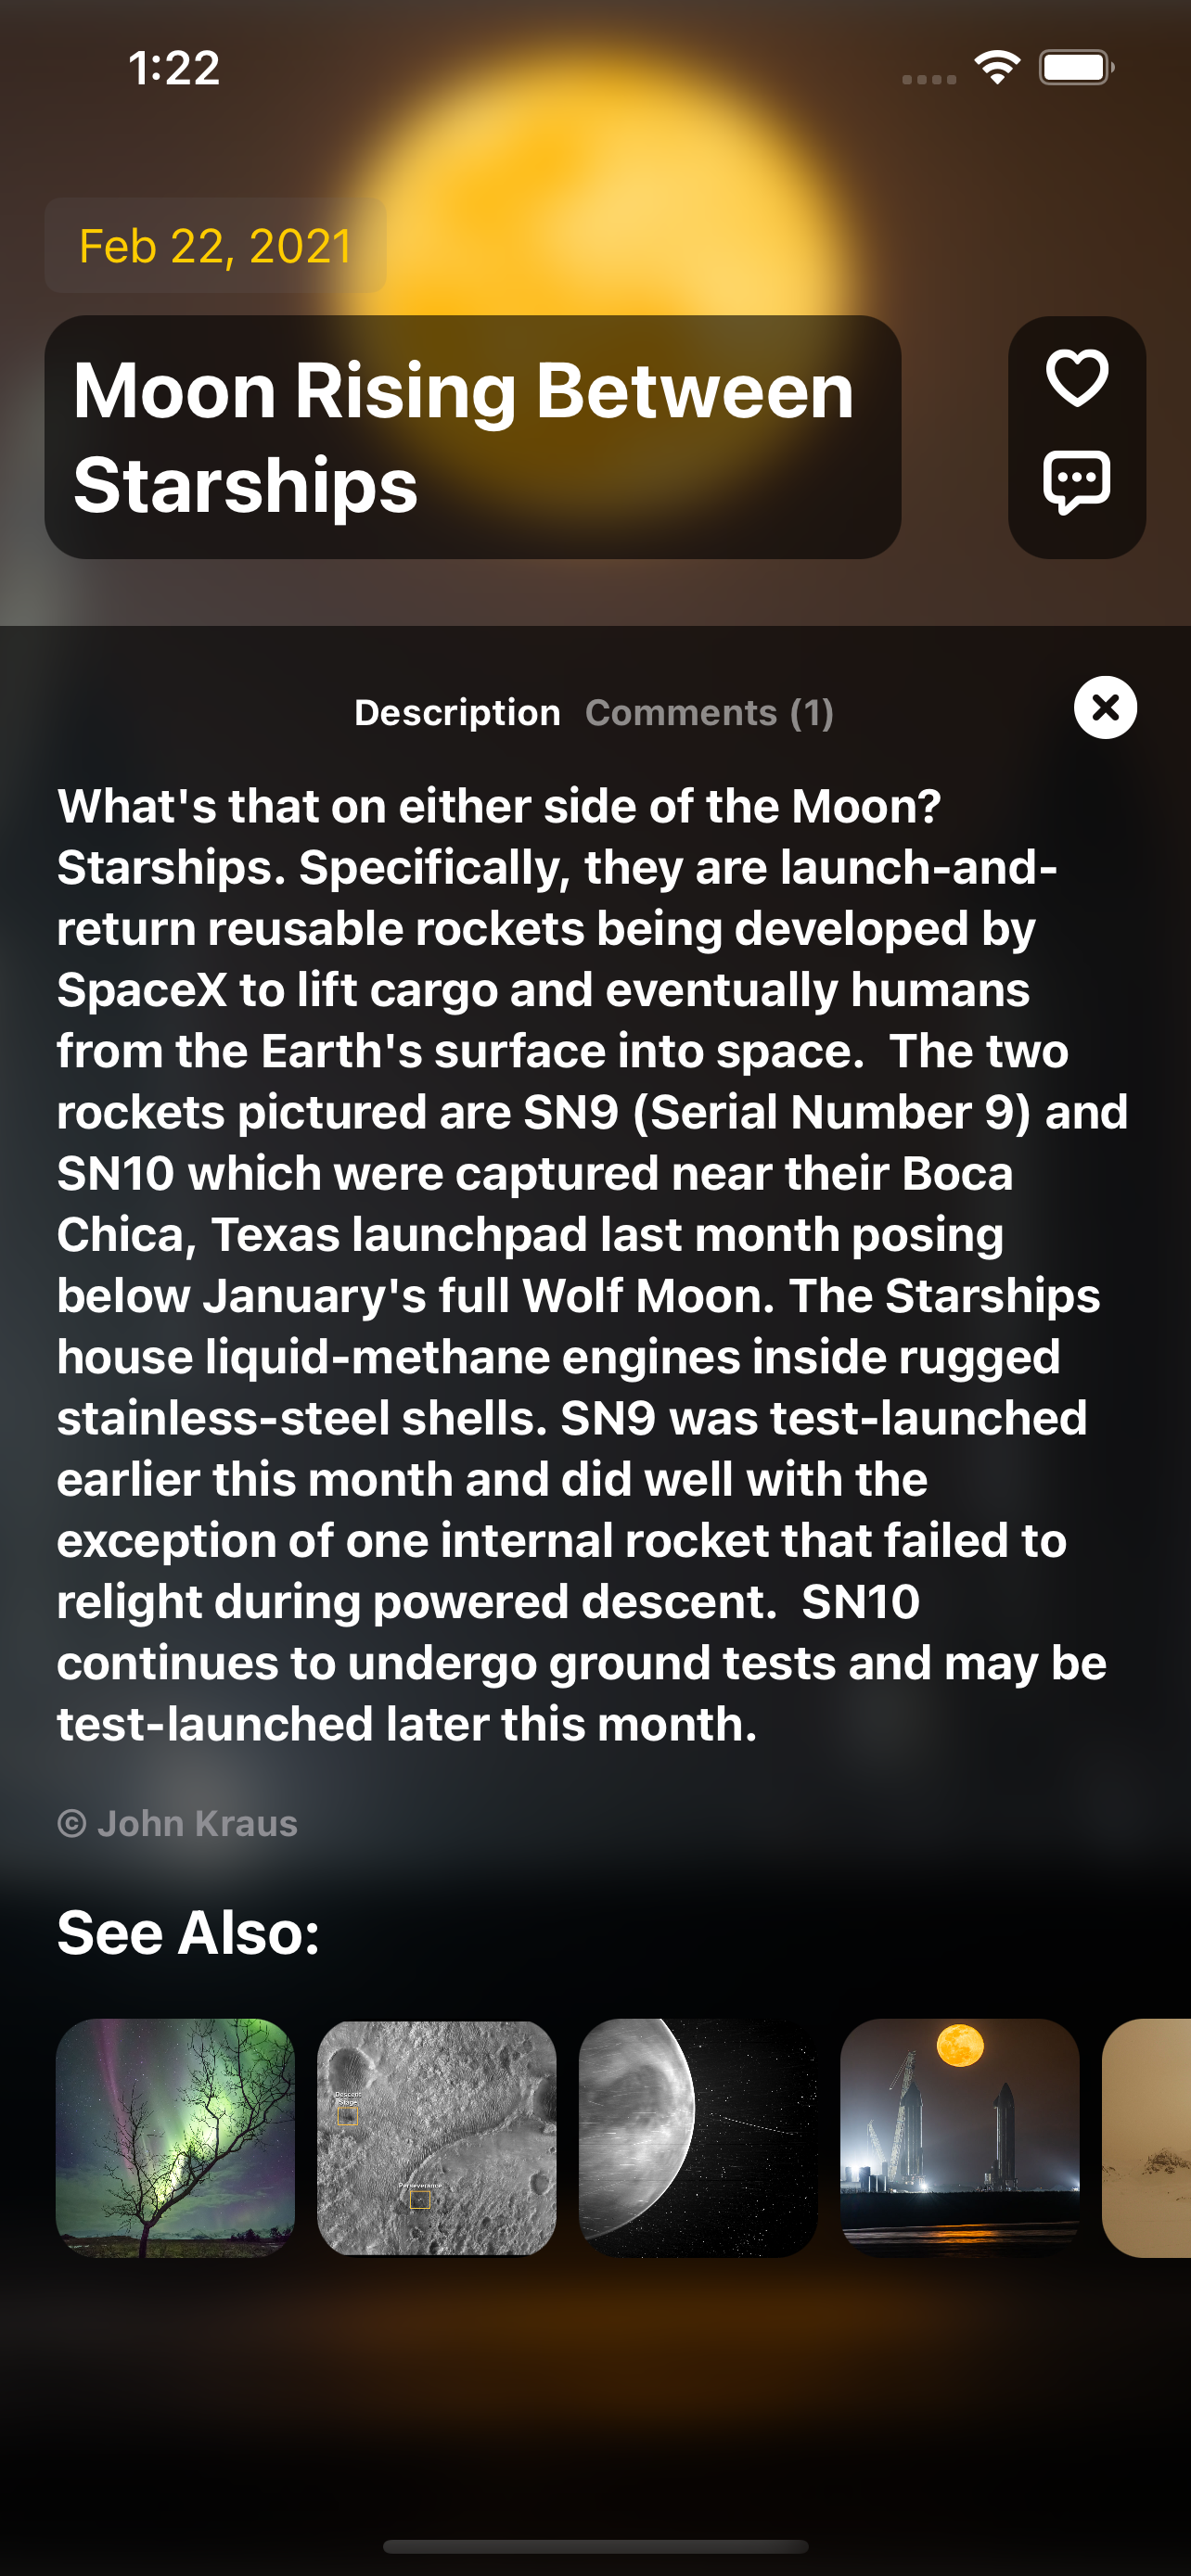 1:22
Feb 22, 2021
Moon Rising Between
Starships
Description Comments (1)
What's that on either side of the Moon?
Starships. Specifically, they are launch-and-
return reusable rockets being developed by
SpaceX to lift cargo and eventually humans
from the Earth's surface into space.  The two
rockets pictured are SN9 (Serial Number 9) and
SN10 which were captured near their Boca
Chica, Texas launchpad last month posing
below January's full Wolf Moon. The Starships
house liquid-methane engines inside rugged
stainless-steel shells. SN9 was test-launched
earlier this month and did well with the
exception of one internal rocket that failed to
relight during powered descent.  SN10
continues to undergo ground tests and may be
test-launched later this month.
© John Kraus
See Also:
Descent
Stage
Perseverance